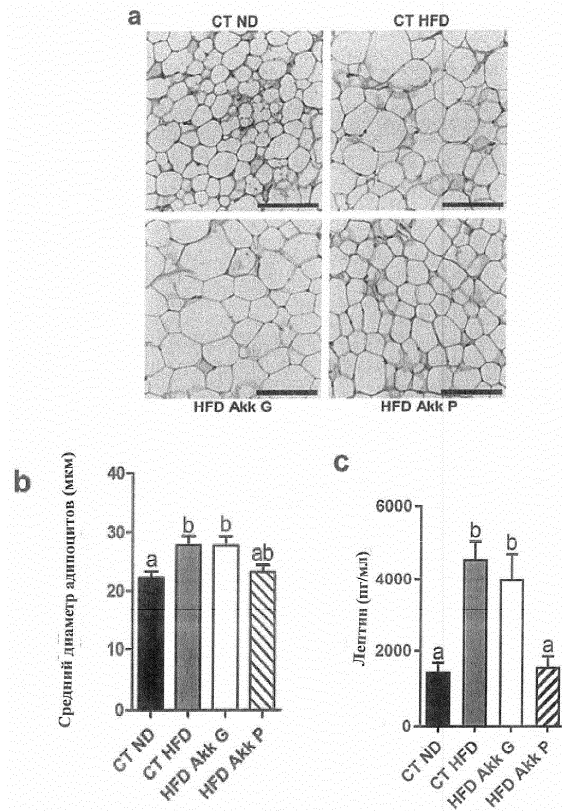 a
CT ND
CT HFD
HFD Akk G
HFD Akk P
b
Средний диаметр адипоцитов (мкм)
40
30
20
10
0
a
b
b
ab
CT ND
CT HFD
HFD Akk G
HFD Akk P
c
Лептин (пг/мл)
6000
4000
2000
0
a
b
b
a
CT ND
CT HFD
HFD Akk G
HFD Akk P